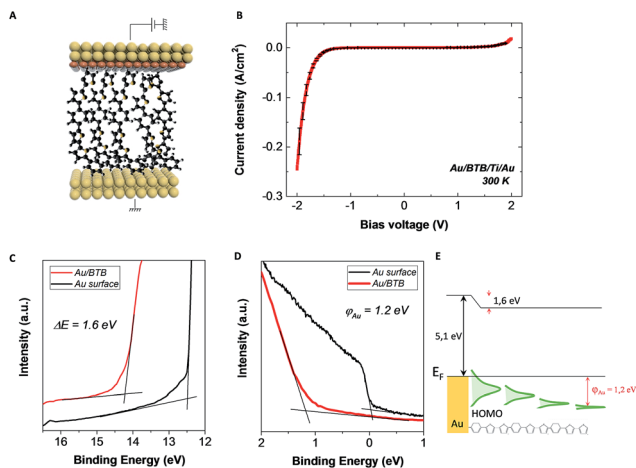 A
B
Current density (A/cm²)
0.0
-0.1
-0.2
-0.3
-2
-1
0
1
2
Bias voltage (V)
Au/BTB/Ti/Au
300 K
C
Intensity (a.u.)
Au/BTB
Au surface
ΔE = 1.6 eV
16
15
14
13
12
Binding Energy (eV)
D
Intensity (a.u.)
Au surface
Au/BTB
φAu = 1.2 eV
2
1
0
-1
Binding Energy (eV)
E
1,6 eV
5,1 eV
EF
φAu = 1,2 eV
HOMO
Au